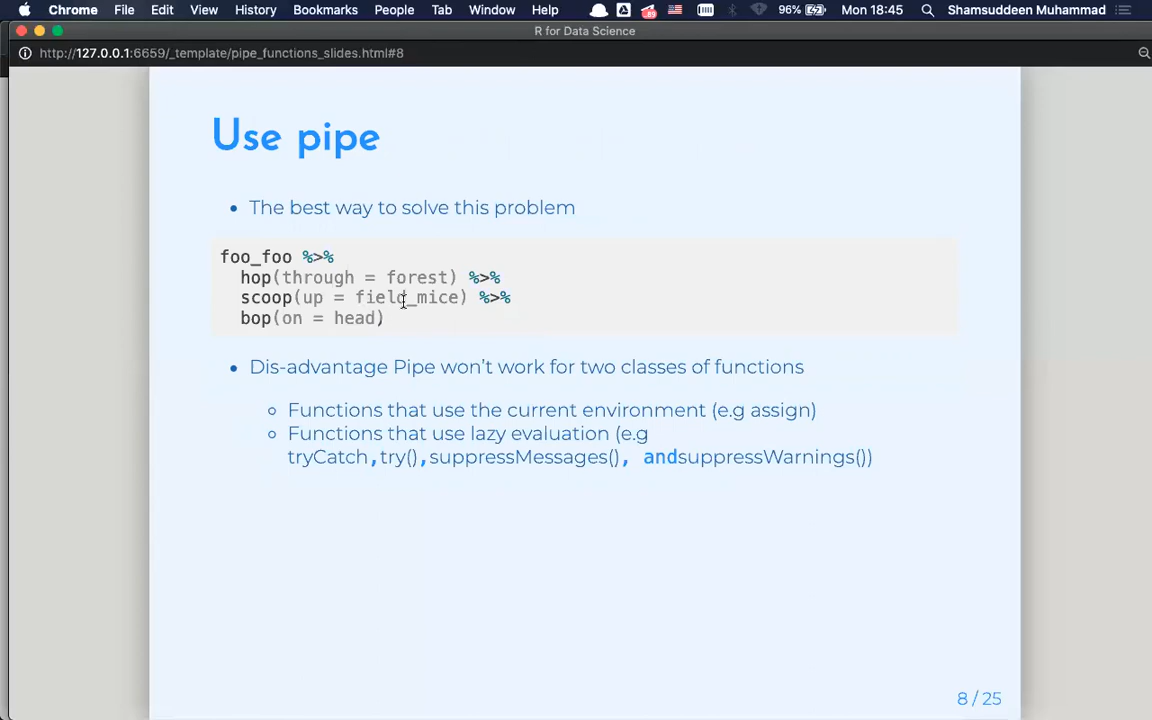 Chrome File Edit View History Bookmarks People Tab Window Help 89 96% Mon 18:45 Shamsuddeen Muhammad
R for Data Science
http://127.0.0.1:6659/_template/pipe_functions_slides.html#8
Use pipe
• The best way to solve this problem
foo_foo %>%
hop(through = forest) %>%
scoop(up = field_mice) %>%
bop(on = head)
• Dis-advantage Pipe won't work for two classes of functions
◦ Functions that use the current environment (e.g assign)
◦ Functions that use lazy evaluation (e.g
tryCatch,try(),suppressMessages(), andsuppressWarnings())
8 / 25